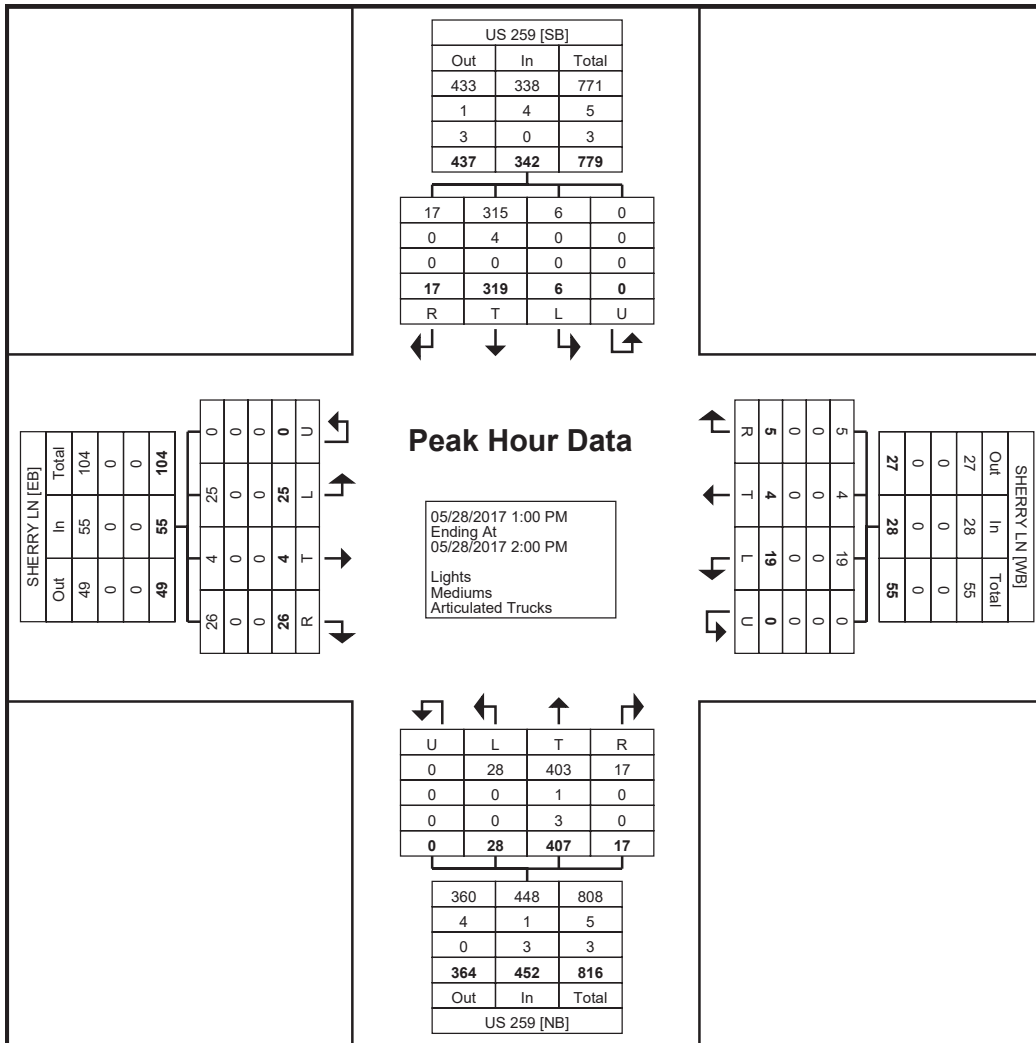 US 259 [SB]
Out In Total
433 338 771
1 4 5
3 0 3
437 342 779
17 315 6 0
0 4 0 0
0 0 0 0
17 319 6 0
R T L U
SHERRY LN [EB]
Total In Out
104 55 49
0 0 0
0 0 0
104 55 49
0 25 4 26
0 0 0 0
0 0 0 0
0 25 4 26
U L T R
Peak Hour Data
05/28/2017 1:00 PM
Ending At
05/28/2017 2:00 PM
Lights
Mediums
Articulated Trucks
R T L U
5 4 19 0
0 0 0 0
0 0 0 0
5 4 19 0
27 28 55
0 0 0
0 0 0
27 28 55
Out In Total
SHERRY LN [WB]
U L T R
0 28 403 17
0 0 1 0
0 0 3 0
0 28 407 17
360 448 808
4 1 5
0 3 3
364 452 816
Out In Total
US 259 [NB]